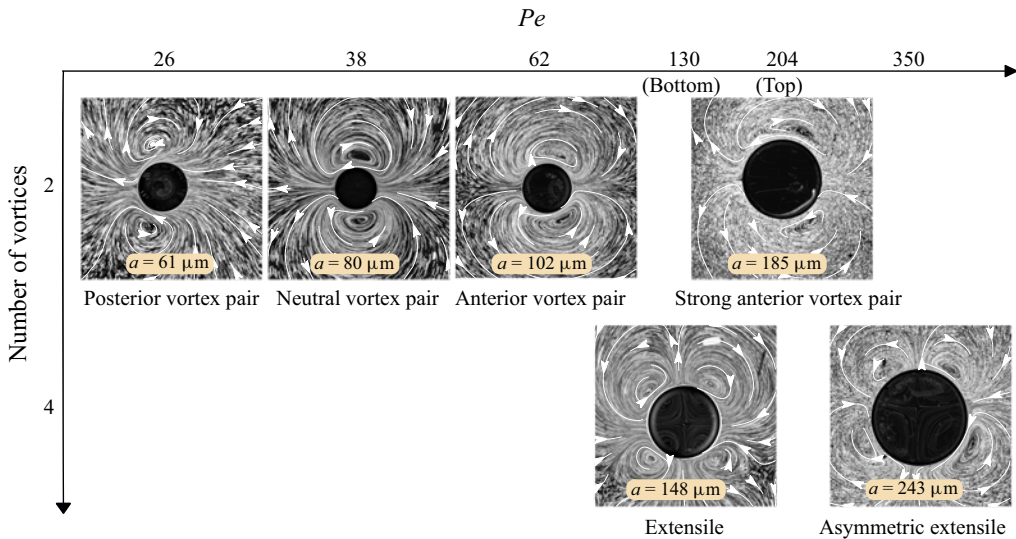 Pe
26 38 62 130 204 350
(Bottom) (Top)
Number of vortices
2
a = 61 μm
a = 80 μm
a = 102 μm
a = 185 μm
Posterior vortex pair
Neutral vortex pair
Anterior vortex pair
Strong anterior vortex pair
4
a = 148 μm
a = 243 μm
Extensile
Asymmetric extensile